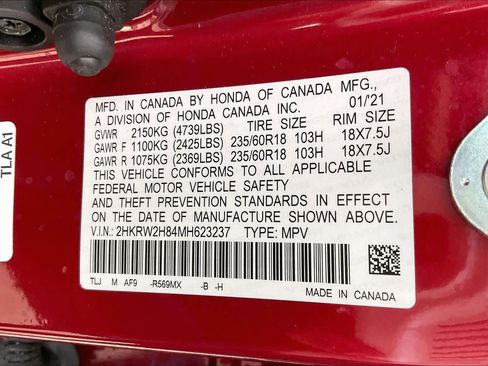 TLA A1
MFD. IN CANADA BY HONDA OF CANADA MFG.,
A DIVISION OF HONDA CANADA INC. 01/'21
GVWR 2150KG (4739LBS) TIRE SIZE RIM SIZE
GAWR F 1100KG (2425LBS) 235/60R18 103H 18X7.5J
GAWR R 1075KG (2369LBS) 235/60R18 103H 18X7.5J
THIS VEHICLE CONFORMS TO ALL APPLICABLE
FEDERAL MOTOR VEHICLE SAFETY
AND THEFT PREVENTION STANDARDS IN EFFECT
ON THE DATE OF MANUFACTURE SHOWN ABOVE.
V.I.N.: 2HKRW2H84MH623237 TYPE: MPV
TLJ M AF9 -R569MX -B -H
MADE IN CANADA